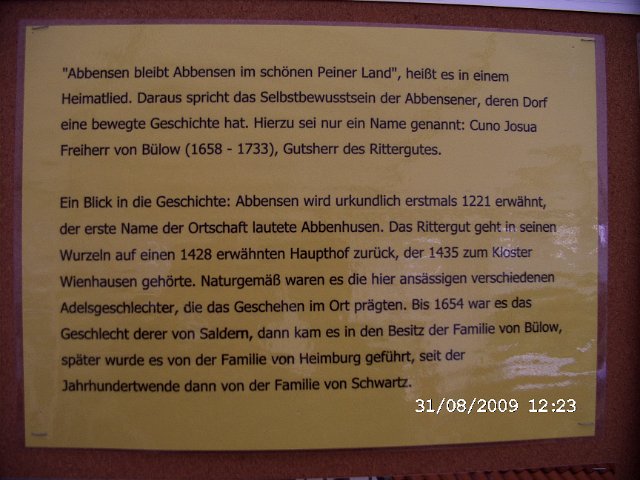 "Abbensen bleibt Abbensen im schönen Peiner Land", heißt es in einem
Heimatlied. Daraus spricht das Selbstbewusstsein der Abbensener, deren Dorf
eine bewegte Geschichte hat. Hierzu sei nur ein Name genannt: Cuno Josua
Freiherr von Bülow (1658 - 1733), Gutsherr des Rittergutes.

Ein Blick in die Geschichte: Abbensen wird urkundlich erstmals 1221 erwähnt,
der erste Name der Ortschaft lautete Abbenhusen. Das Rittergut geht in seinen
Wurzeln auf einen 1428 erwähnten Haupthof zurück, der 1435 zum Kloster
Wienhausen gehörte. Naturgemäß waren es die hier ansässigen verschiedenen
Adelsgeschlechter, die das Geschehen im Ort prägten. Bis 1654 war es das
Geschlecht derer von Saldern, dann kam es in den Besitz der Familie von Bülow,
später wurde es von der Familie von Heimburg geführt, seit der
Jahrhundertwende dann von der Familie von Schwartz.
31/08/2009 12:23